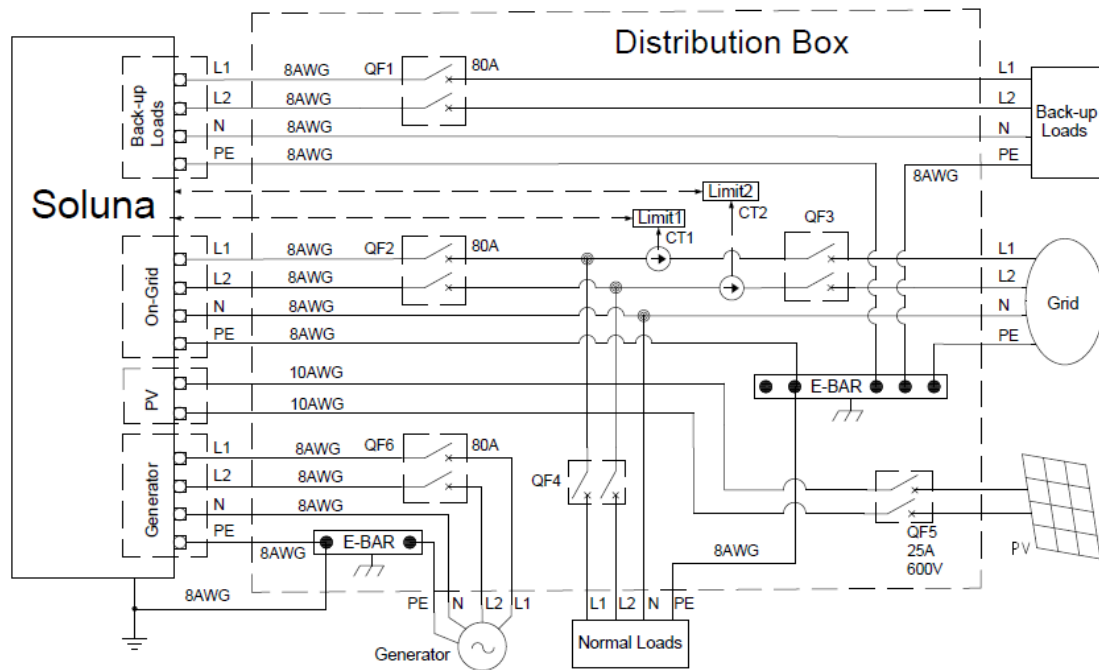 Distribution Box
Soluna
Back-up
Loads
L1
8AWG
QF1
80A
L1
L2
8AWG
L2
N
8AWG
N
PE
8AWG
PE
8AWG
Back-up
Loads
Limit2
CT2
Limit1
CT1
QF3
On-Grid
L1
8AWG
QF2
80A
L1
L2
8AWG
L2
N
8AWG
N
PE
8AWG
PE
Grid
PV
10AWG
10AWG
E-BAR
Generator
L1
8AWG
QF6
80A
L2
8AWG
N
8AWG
PE
8AWG
E-BAR
QF4
8AWG
QF5
25A
600V
PV
8AWG
PE
N
L2
L1
L1
L2
N
PE
Generator
Normal Loads